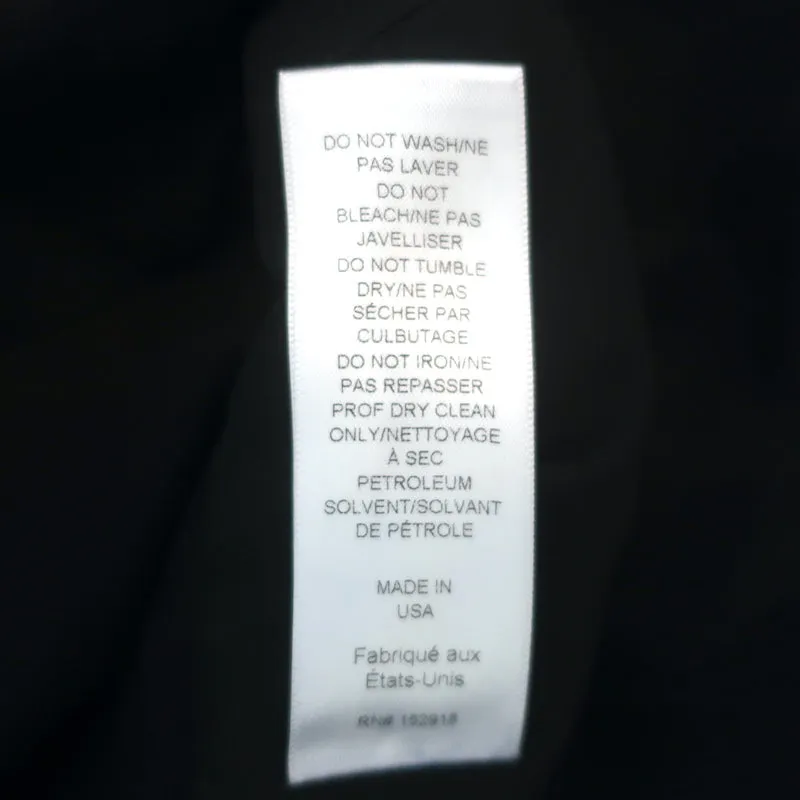 DO NOT WASH/NE
PAS LAVER
DO NOT
BLEACH/NE PAS
JAVELLISER
DO NOT TUMBLE
DRY/NE PAS
SÉCHER PAR
CULBUTAGE
DO NOT IRON/NE
PAS REPASSER
PROF DRY CLEAN
ONLY/NETTOYAGE
À SEC
PETROLEUM
SOLVENT/SOLVANT
DE PÉTROLE
MADE IN
USA
Fabriqué aux
États-Unis
RN# 152918